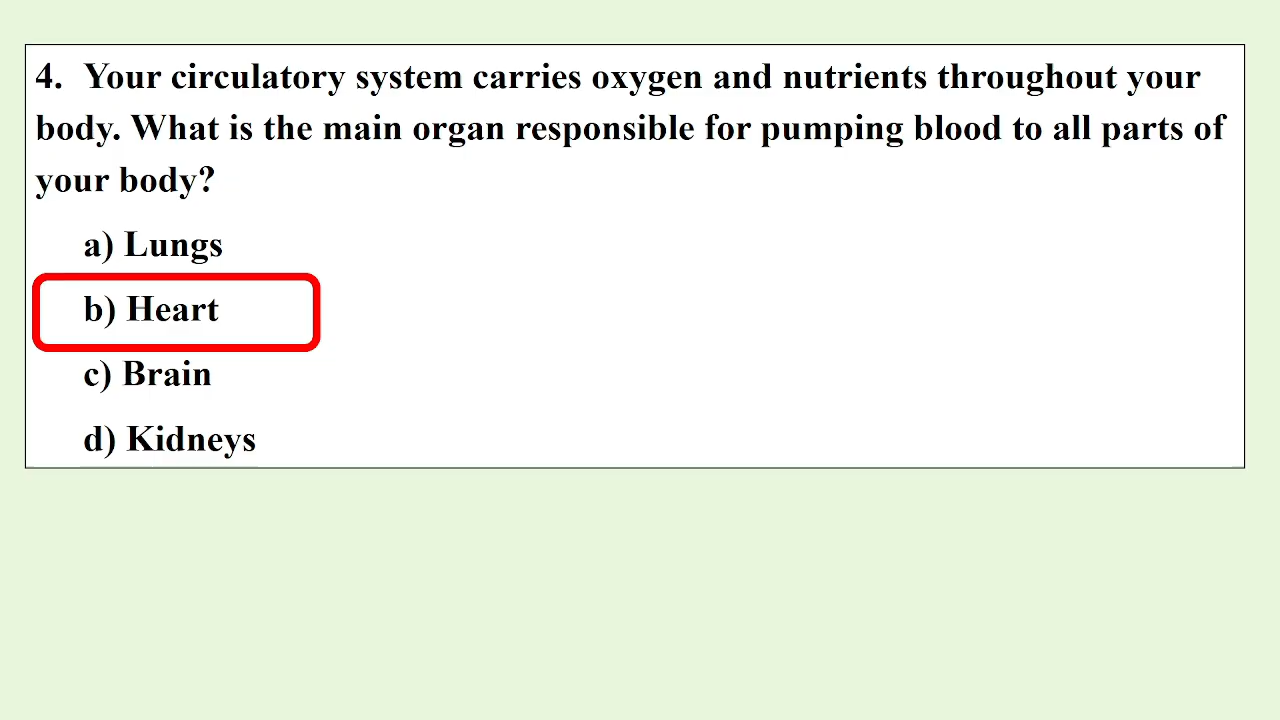 4. Your circulatory system carries oxygen and nutrients throughout your
body. What is the main organ responsible for pumping blood to all parts of
your body?
a) Lungs
b) Heart
c) Brain
d) Kidneys